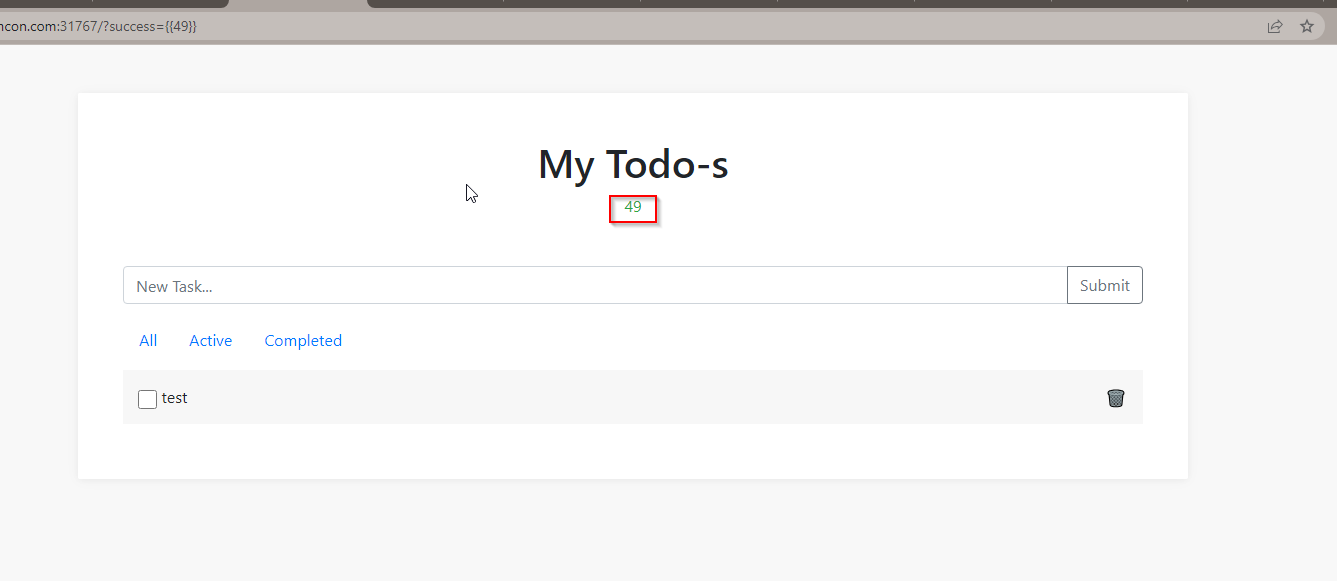 ncon.com:31767/?success={{49}}
My Todo-s
49
New Task...
Submit
All
Active
Completed
test